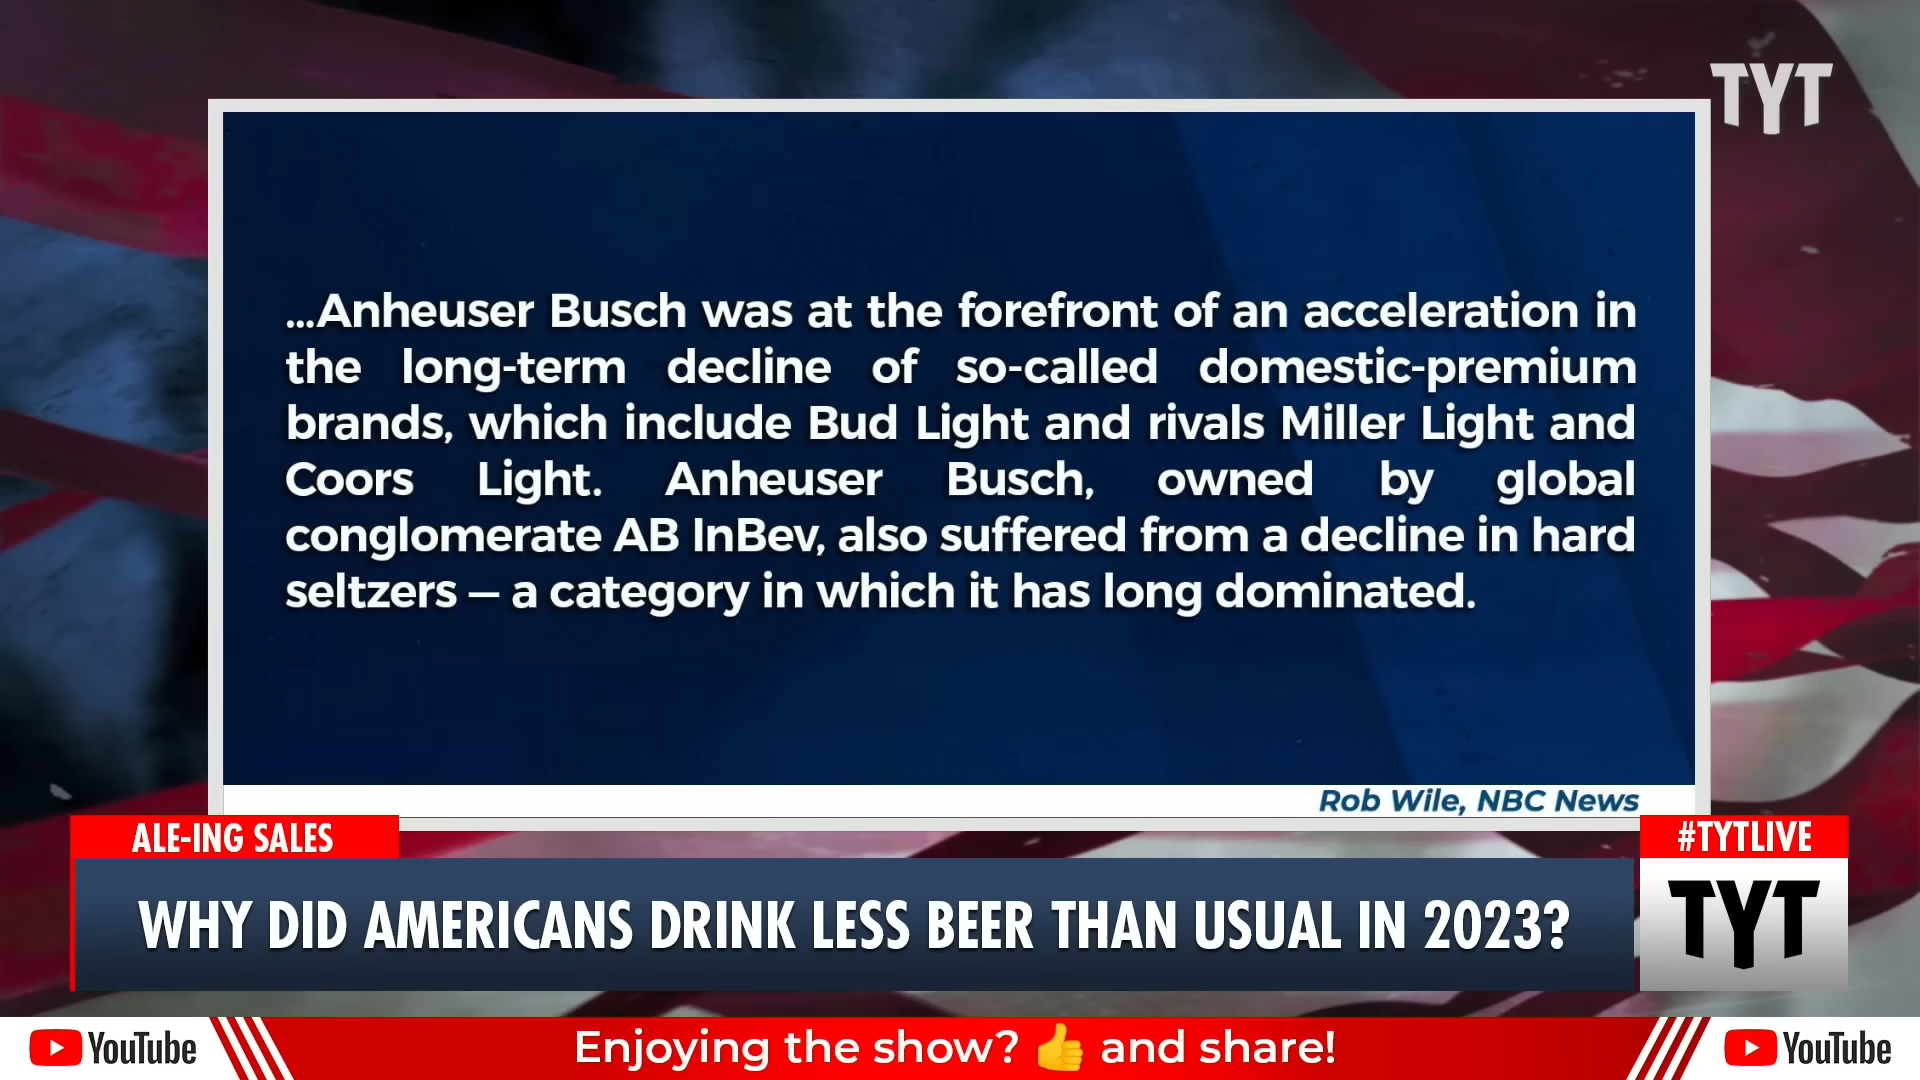 TYT
...Anheuser Busch was at the forefront of an acceleration in
the long-term decline of so-called domestic-premium
brands, which include Bud Light and rivals Miller Light and
Coors Light. Anheuser Busch, owned by global
conglomerate AB InBev, also suffered from a decline in hard
seltzers — a category in which it has long dominated.
Rob Wile, NBC News
ALE-ING SALES
#TYTLIVE
WHY DID AMERICANS DRINK LESS BEER THAN USUAL IN 2023?
TYT
YouTube
Enjoying the show? 👍 and share!
YouTube